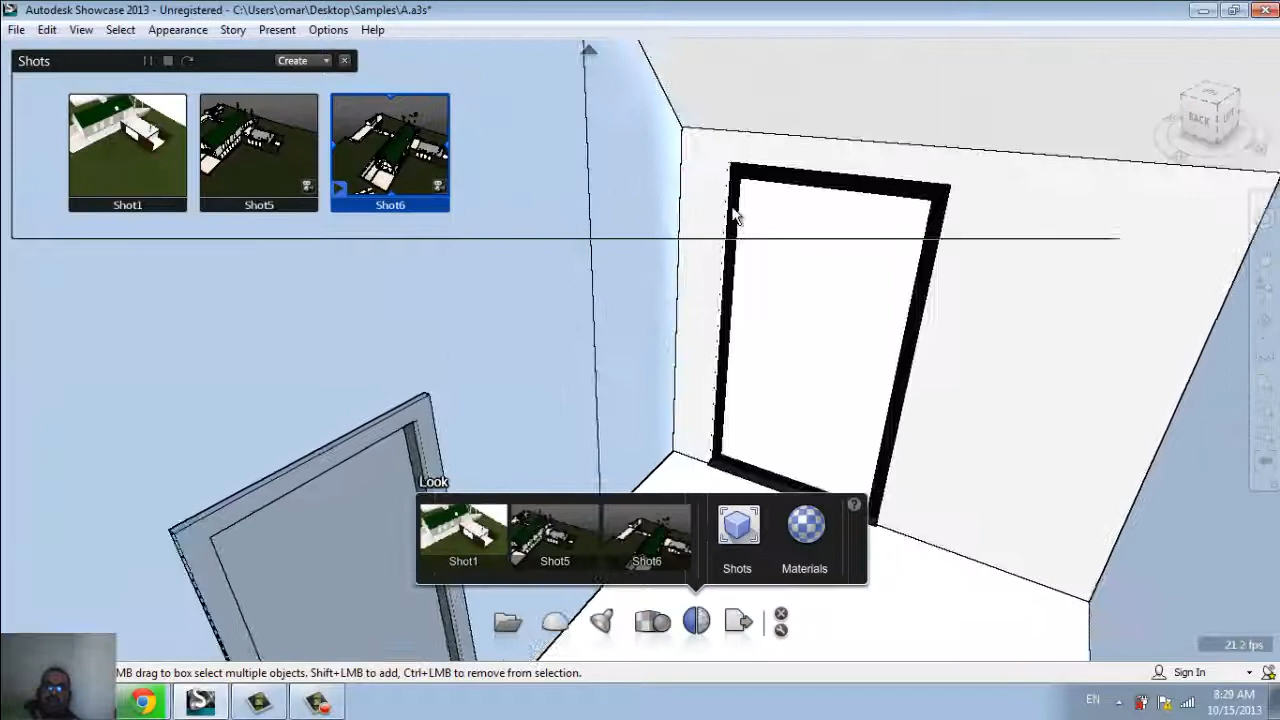 Autodesk Showcase 2013 - Unregistered - C:\Users\omar\Desktop\Samples\A.a3s*
File Edit View Select Appearance Story Present Options Help
Shots
Create
Shot1
Shot5
Shot6
BACK
Look
Shot1
Shot5
Shot6
Shots
Materials
?
21.2 fps
MB drag to box select multiple objects. Shift+LMB to add, Ctrl+LMB to remove from selection.
Sign In
EN
8:29 AM
10/15/2013